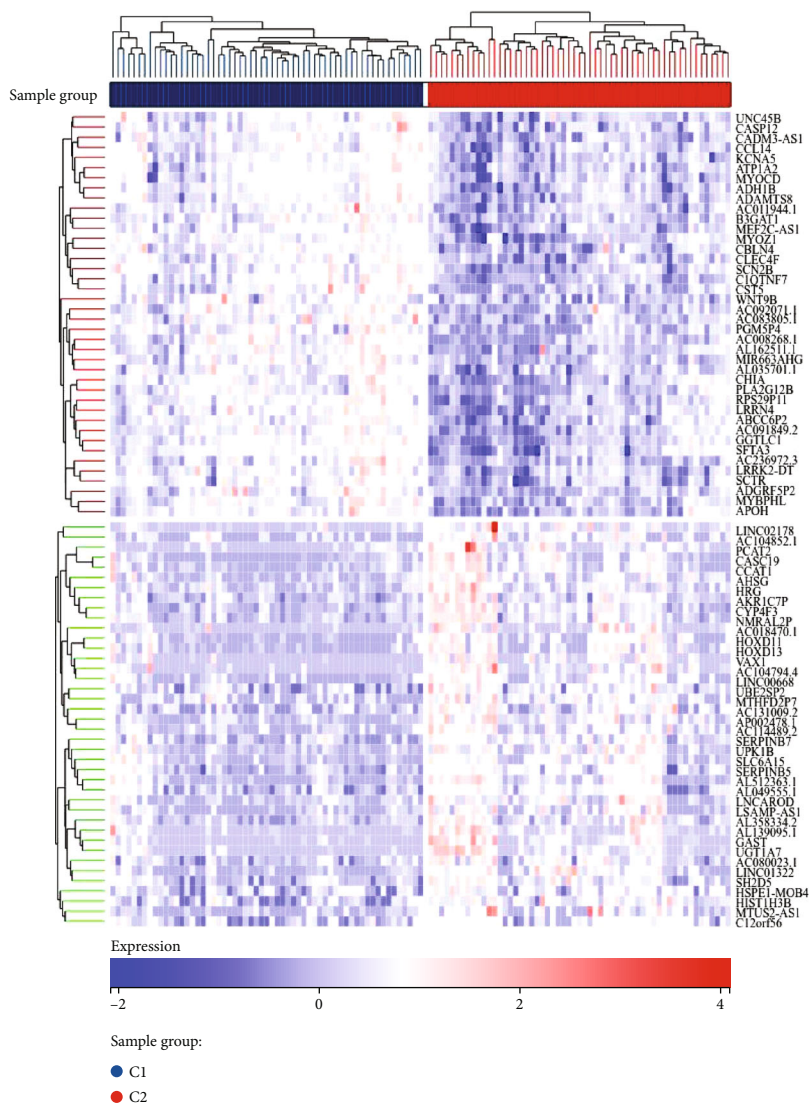 Sample group
UNC45B
CASP12
CADM3-AS1
CCL14
KCNA5
ATP1A2
MYOCD
ADH1B
ADAMTS8
AC011944.1
B3GAT1
MEF2C-AS1
MYOZ1
CBLN4
CLEC4F
SCN2B
C1QTNF7
CST5
WNT9B
AC092071.1
AC083805.1
PGM5P4
AC008268.1
AL162511.1
MIR663AHG
AL035701.1
CHIA
PLA2G12B
RPS29P11
LRRN4
ABCC6P2
AC091849.2
GGTLC1
SFTA3
AC236972.3
LRRK2-DT
SCTR
ADGRF5P2
MYBPHL
APOH
LINC02178
AC104852.1
PCAT2
CASC19
CCAT1
AHSG
HRG
AKR1C7P
CYP4F3
NMRAL2P
AC018470.1
HOXD11
HOXD13
VAX1
AC104794.4
LINC00668
UBE2SP2
MTHFD2P7
AC131009.2
AP002478.1
AC114489.2
SERPINB7
UPK1B
SLC6A15
SERPINB5
AL512363.1
AL049555.1
LNCAROD
LSAMP-AS1
AL358334.2
AL139095.1
GAST
UGT1A7
AC080023.1
LINC01322
SH2D5
HSPE1-MOB4
HIST1H3B
MTUS2-AS1
C12orf56
Expression
−2 0 2 4
Sample group:
C1
C2